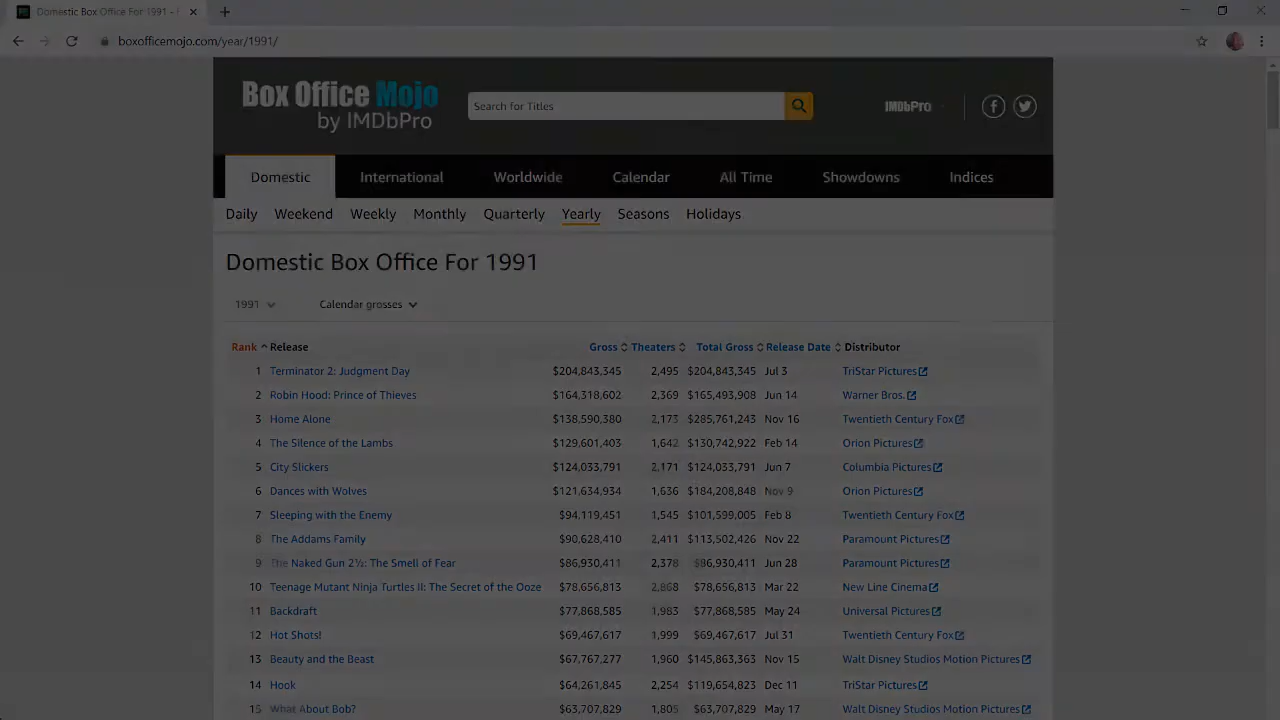 Domestic Box Office For 1991 -
boxofficemojo.com/year/1991/
Box Office Mojo
by IMDbPro
Search for Titles
IMDbPro
Domestic International Worldwide Calendar All Time Showdowns Indices
Daily Weekend Weekly Monthly Quarterly Yearly Seasons Holidays
Domestic Box Office For 1991
1991 Calendar grosses
Rank Release Gross Theaters Total Gross Release Date Distributor
1 Terminator 2: Judgment Day $204,843,345 2,495 $204,843,345 Jul 3 TriStar Pictures
2 Robin Hood: Prince of Thieves $164,318,602 2,369 $165,493,908 Jun 14 Warner Bros.
3 Home Alone $138,590,380 2,173 $285,761,243 Nov 16 Twentieth Century Fox
4 The Silence of the Lambs $129,601,403 1,642 $130,742,922 Feb 14 Orion Pictures
5 City Slickers $124,033,791 2,171 $124,033,791 Jun 7 Columbia Pictures
6 Dances with Wolves $121,634,934 1,636 $184,208,848 Nov 9 Orion Pictures
7 Sleeping with the Enemy $94,119,451 1,545 $101,599,005 Feb 8 Twentieth Century Fox
8 The Addams Family $90,628,410 2,411 $113,502,426 Nov 22 Paramount Pictures
9 The Naked Gun 2½: The Smell of Fear $86,930,411 2,378 $86,930,411 Jun 28 Paramount Pictures
10 Teenage Mutant Ninja Turtles II: The Secret of the Ooze $78,656,813 2,868 $78,656,813 Mar 22 New Line Cinema
11 Backdraft $77,868,585 1,983 $77,868,585 May 24 Universal Pictures
12 Hot Shots! $69,467,617 1,999 $69,467,617 Jul 31 Twentieth Century Fox
13 Beauty and the Beast $67,767,277 1,960 $145,863,363 Nov 15 Walt Disney Studios Motion Pictures
14 Hook $64,261,845 2,254 $119,654,823 Dec 11 TriStar Pictures
15 What About Bob? $63,707,829 1,805 $63,707,829 May 17 Walt Disney Studios Motion Pictures